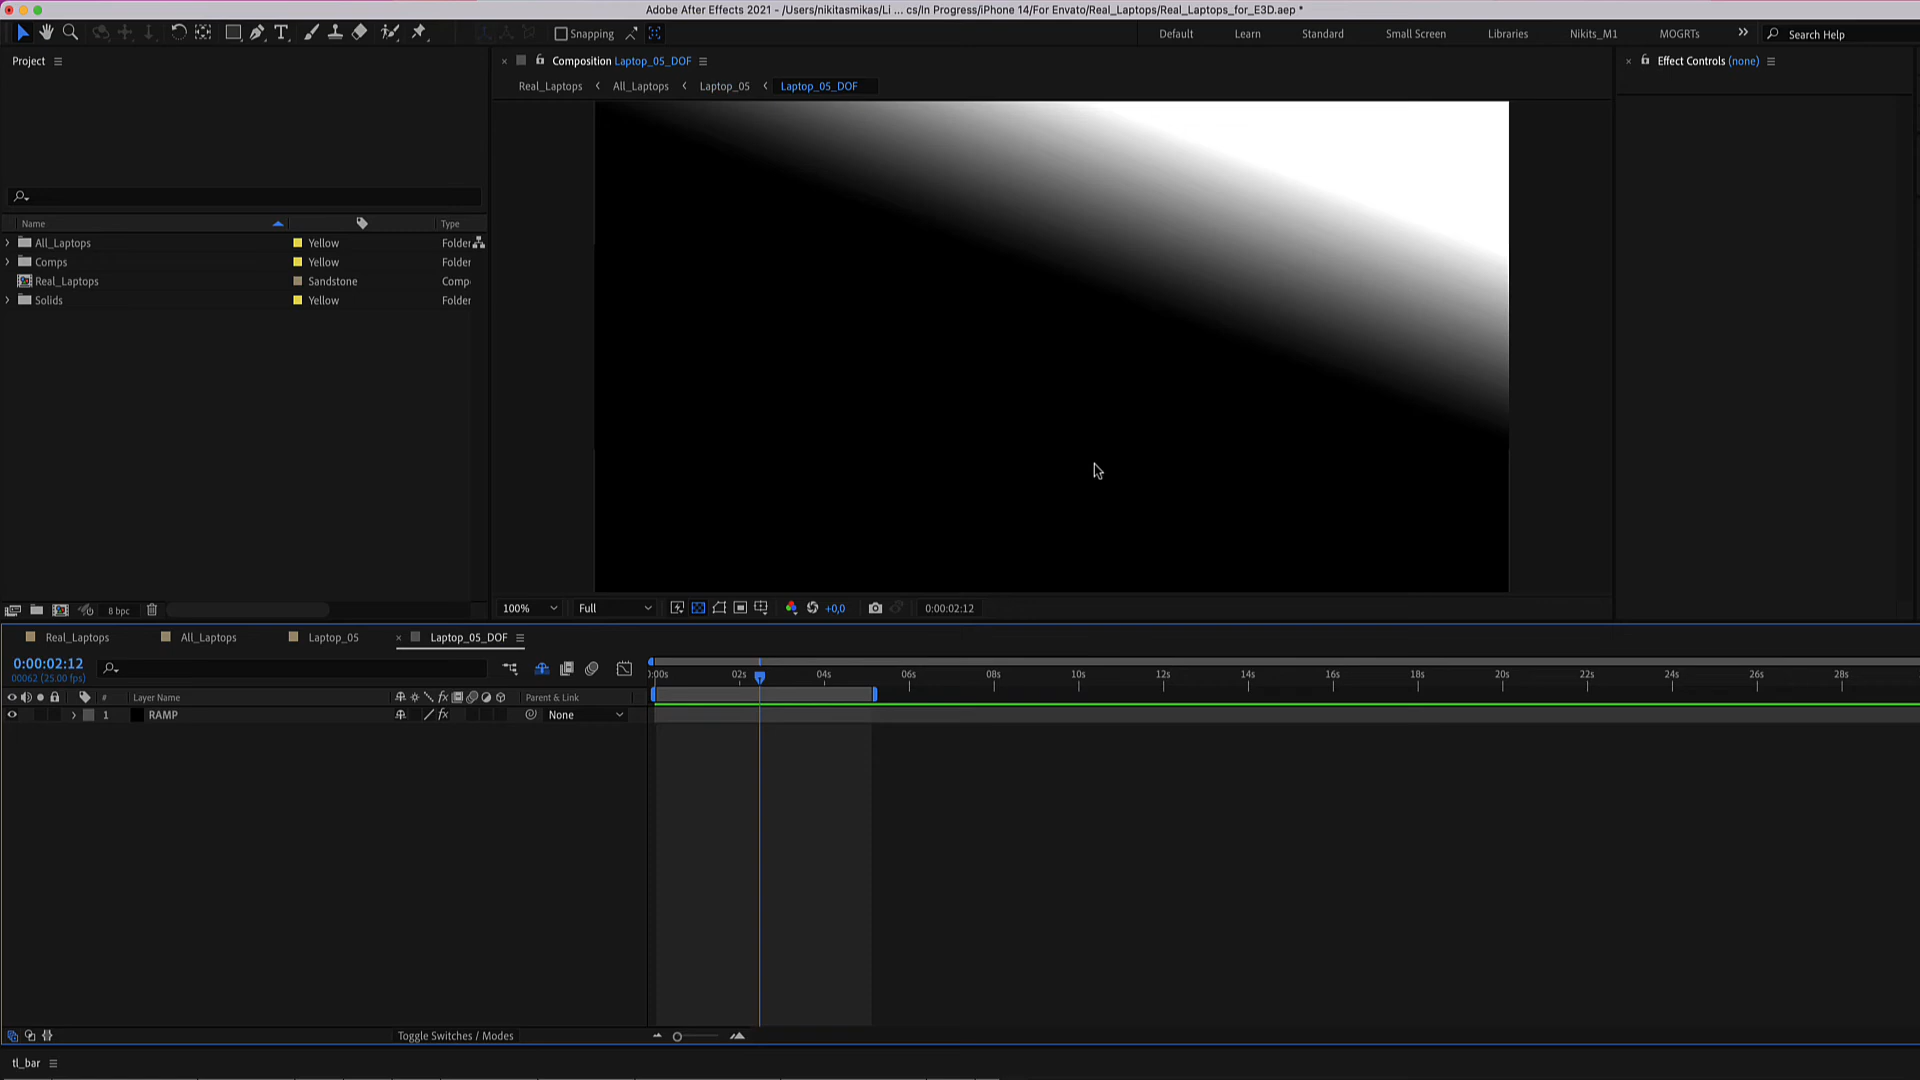 Adobe After Effects 2021 - /Users/nikitasmikas/Li ... cs/In Progress/iPhone 14/For Envato/Real_Laptops/Real_Laptops_for_E3D.aep *
Snapping
Default Learn Standard Small Screen Libraries Nikits_M1 MOGRTs Search Help
Project
Composition Laptop_05_DOF
Effect Controls (none)
Real_Laptops All_Laptops Laptop_05 Laptop_05_DOF
Name Type
All_Laptops Yellow Folder
Comps Yellow Folder
Real_Laptops Sandstone Comp
Solids Yellow Folder
8 bpc
100% Full +0,0 0:00:02:12
Real_Laptops All_Laptops Laptop_05 Laptop_05_DOF
0:00:02:12
00062 (25.00 fps)
:00s 02s 04s 06s 08s 10s 12s 14s 16s 18s 20s 22s 24s 26s 28s
# Layer Name fx Parent & Link
1 RAMP fx None
Toggle Switches / Modes
tl_bar